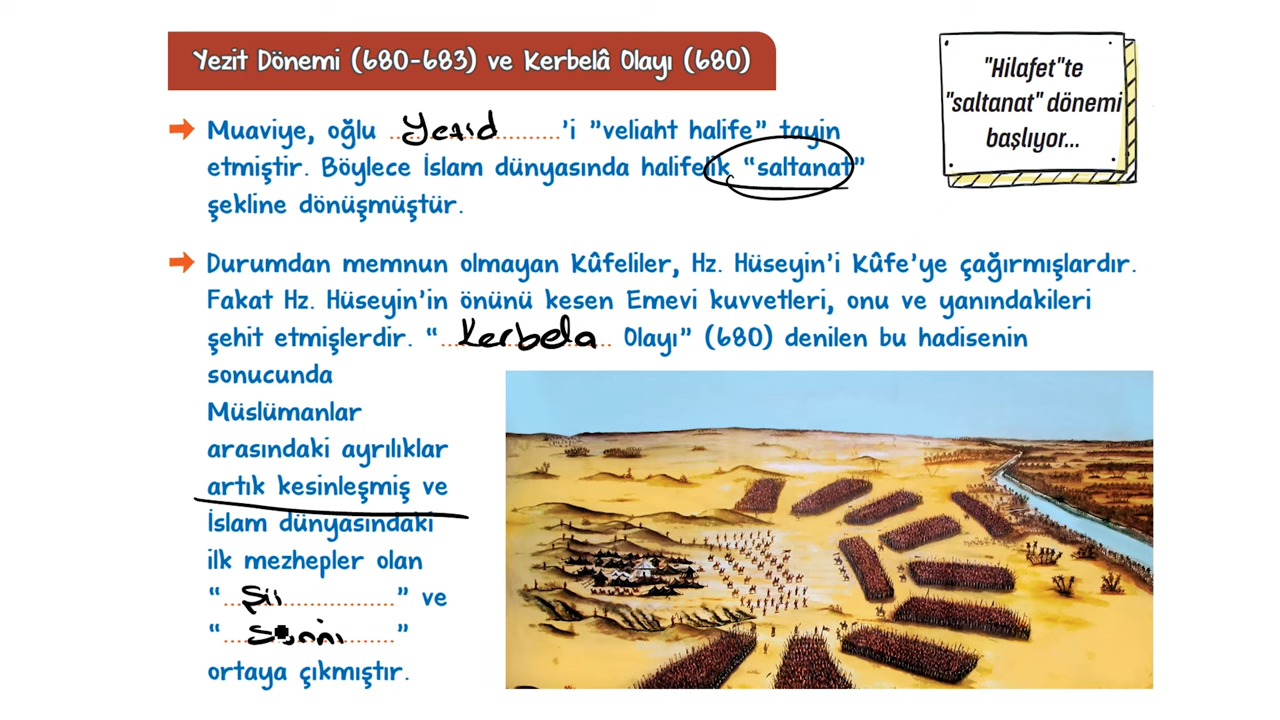 Yezit Dönemi (680-683) ve Kerbelâ Olayı (680)
"Hilafet"te
"saltanat" dönemi
başlıyor...
Muaviye, oğlu Yezid 'i "veliaht halife" tayin
etmiştir. Böylece İslam dünyasında halifelik "saltanat"
şekline dönüşmüştür.
Durumdan memnun olmayan Kûfeliler, Hz. Hüseyin'i Kûfe'ye çağırmışlardır.
Fakat Hz. Hüseyin'in önünü kesen Emevi kuvvetleri, onu ve yanındakileri
şehit etmişlerdir. "Kerbela Olayı" (680) denilen bu hadisenin
sonucunda
Müslümanlar
arasındaki ayrılıklar
artık kesinleşmiş ve
İslam dünyasındaki
ilk mezhepler olan
"Şii" ve
"Sünni"
ortaya çıkmıştır.